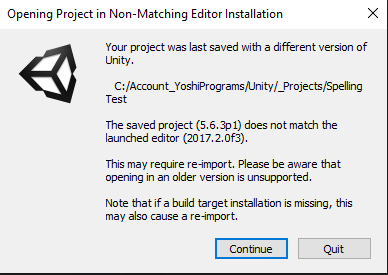 Opening Project in Non-Matching Editor Installation
Your project was last saved with a different version of
Unity.
C:/Account_YoshiPrograms/Unity/_Projects/Spelling
Test
The saved project (5.6.3p1) does not match the
launched editor (2017.2.0f3).
This may require re-import. Please be aware that
opening in an older version is unsupported.
Note that if a build target installation is missing, this
may also cause a re-import.
Continue
Quit